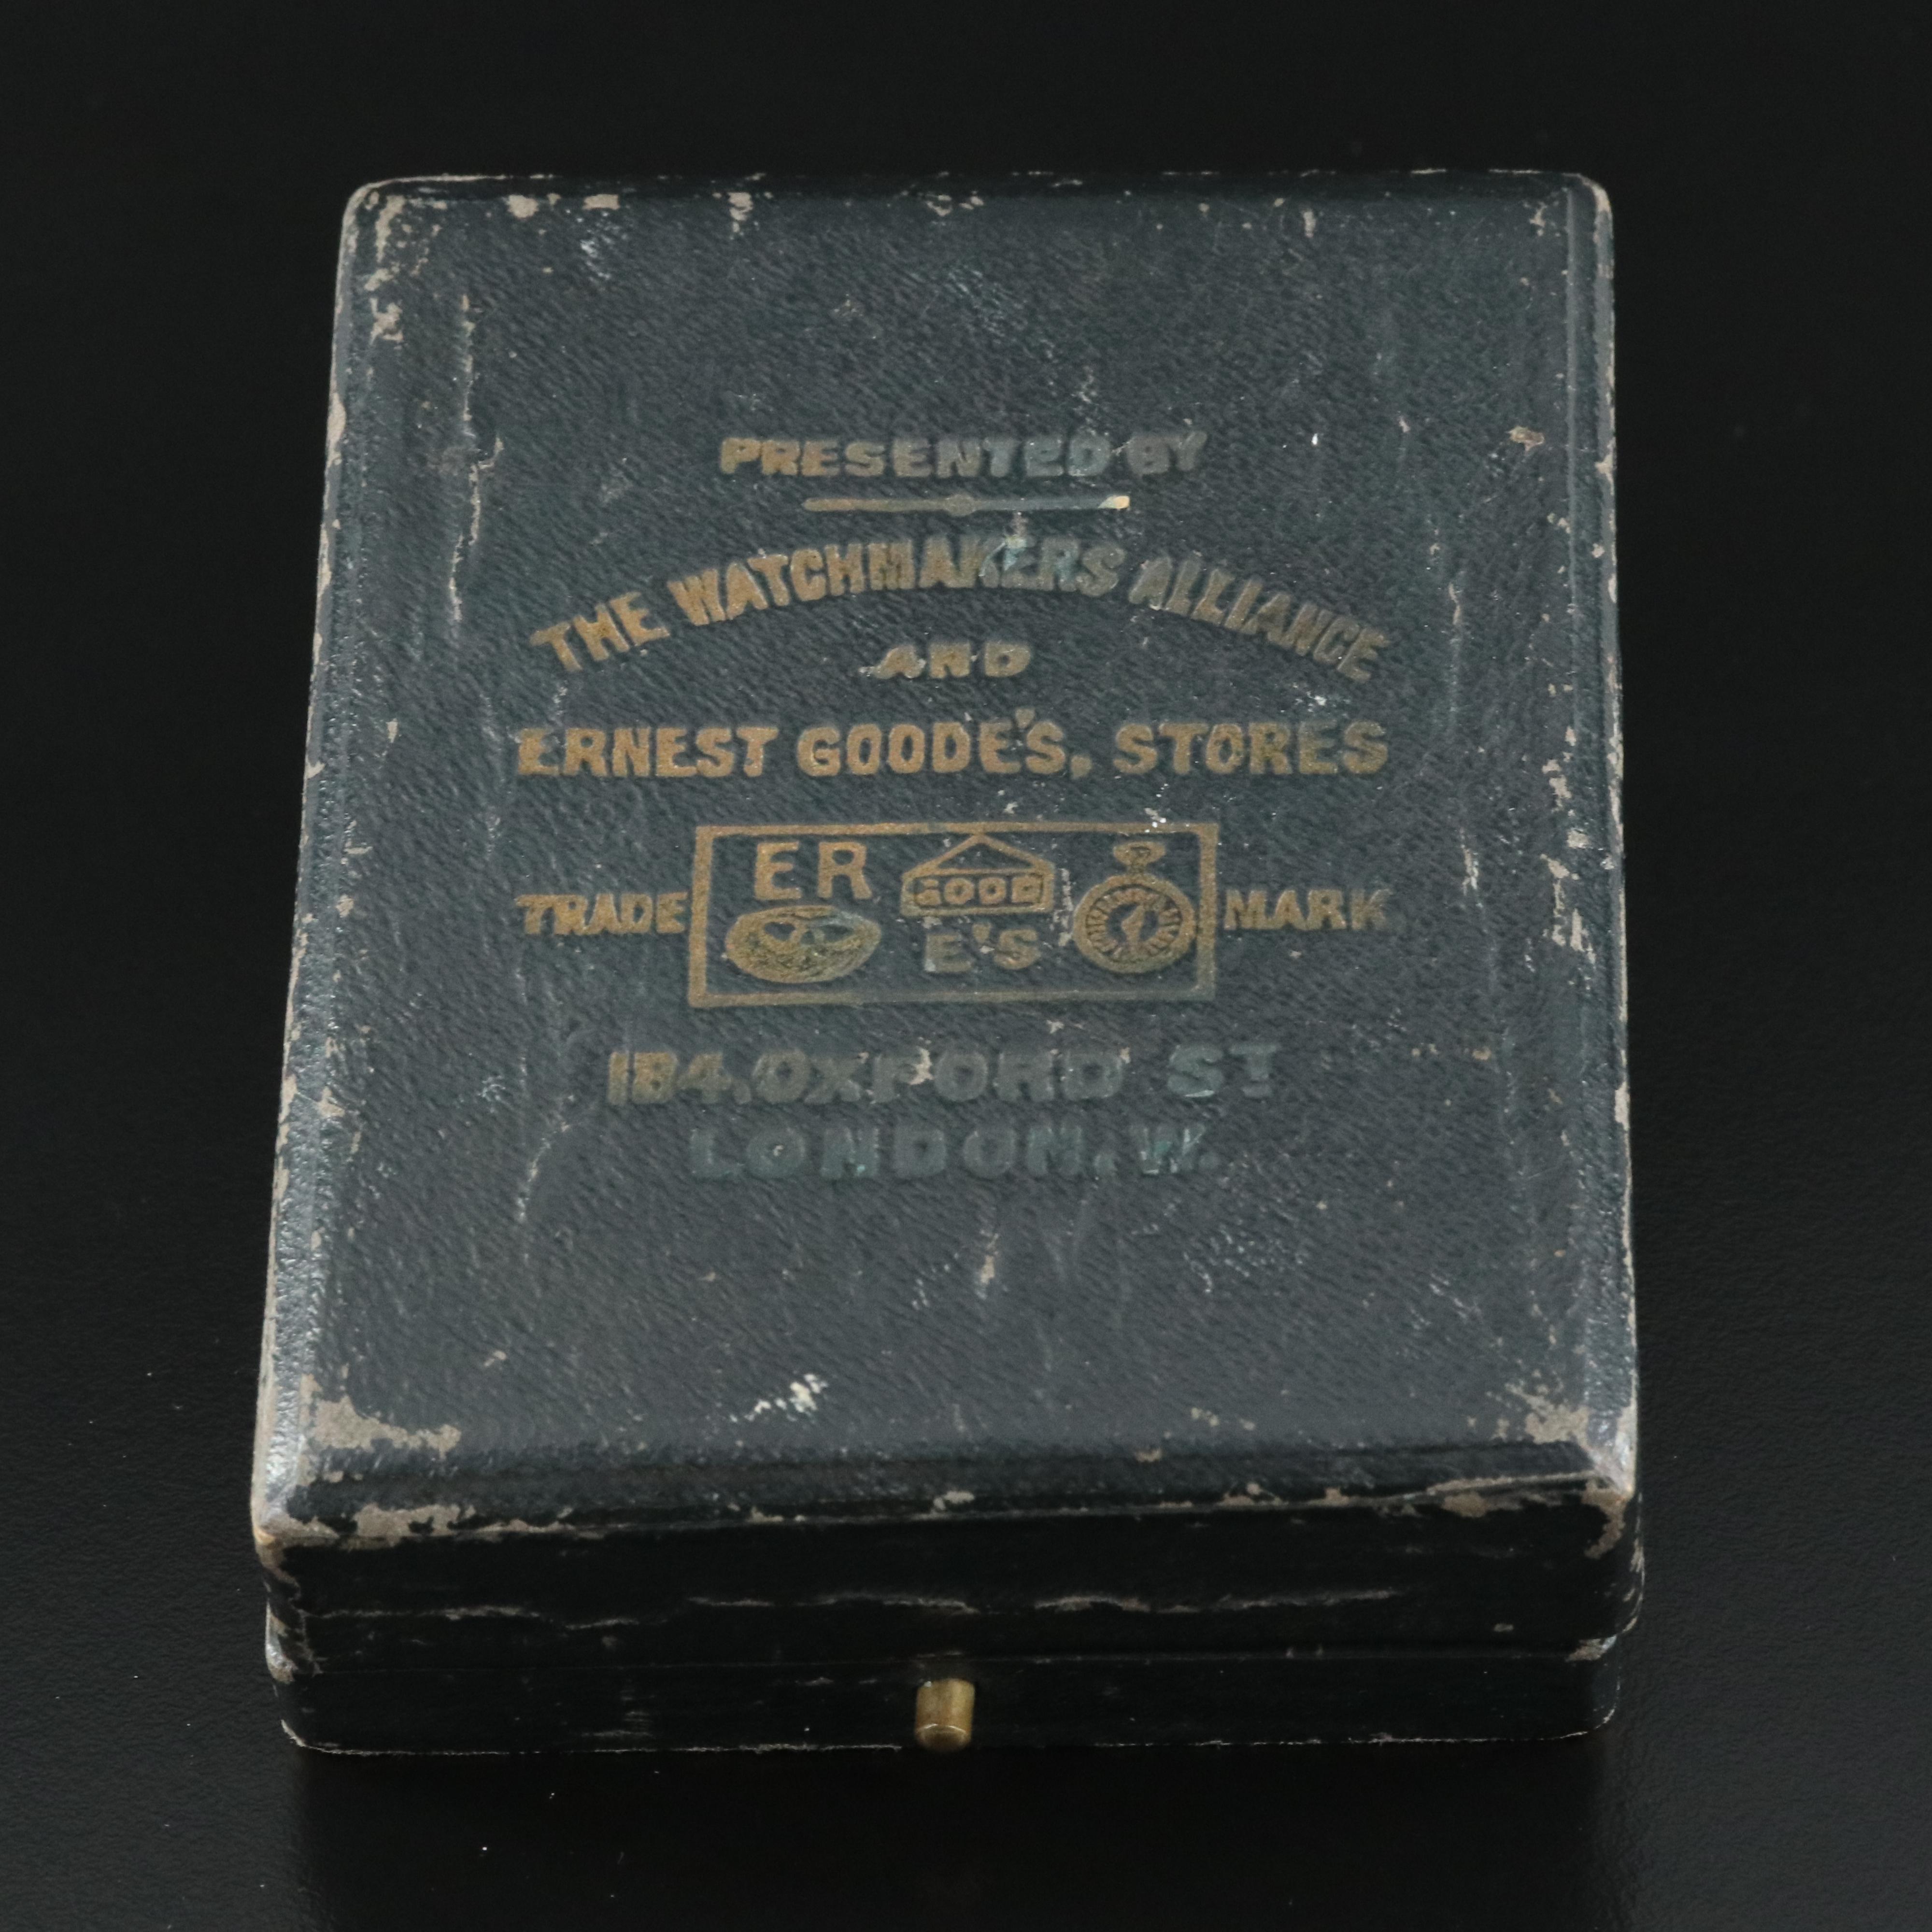 PRESENTED BY
THE WATCHMAKERS ALLIANCE
AND
ERNEST GOODE'S, STORES
TRADE ER GOOD E'S MARK
184.OXFORD ST
LONDON. W.